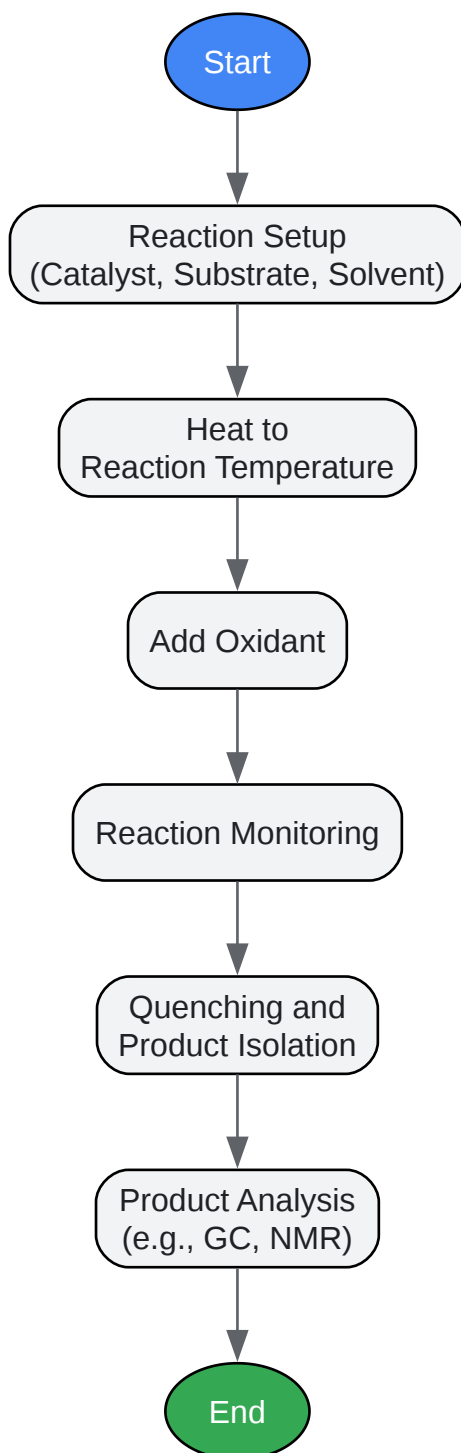 Start
Reaction Setup
(Catalyst, Substrate, Solvent)
Heat to
Reaction Temperature
Add Oxidant
Reaction Monitoring
Quenching and
Product Isolation
Product Analysis
(e.g., GC, NMR)
End